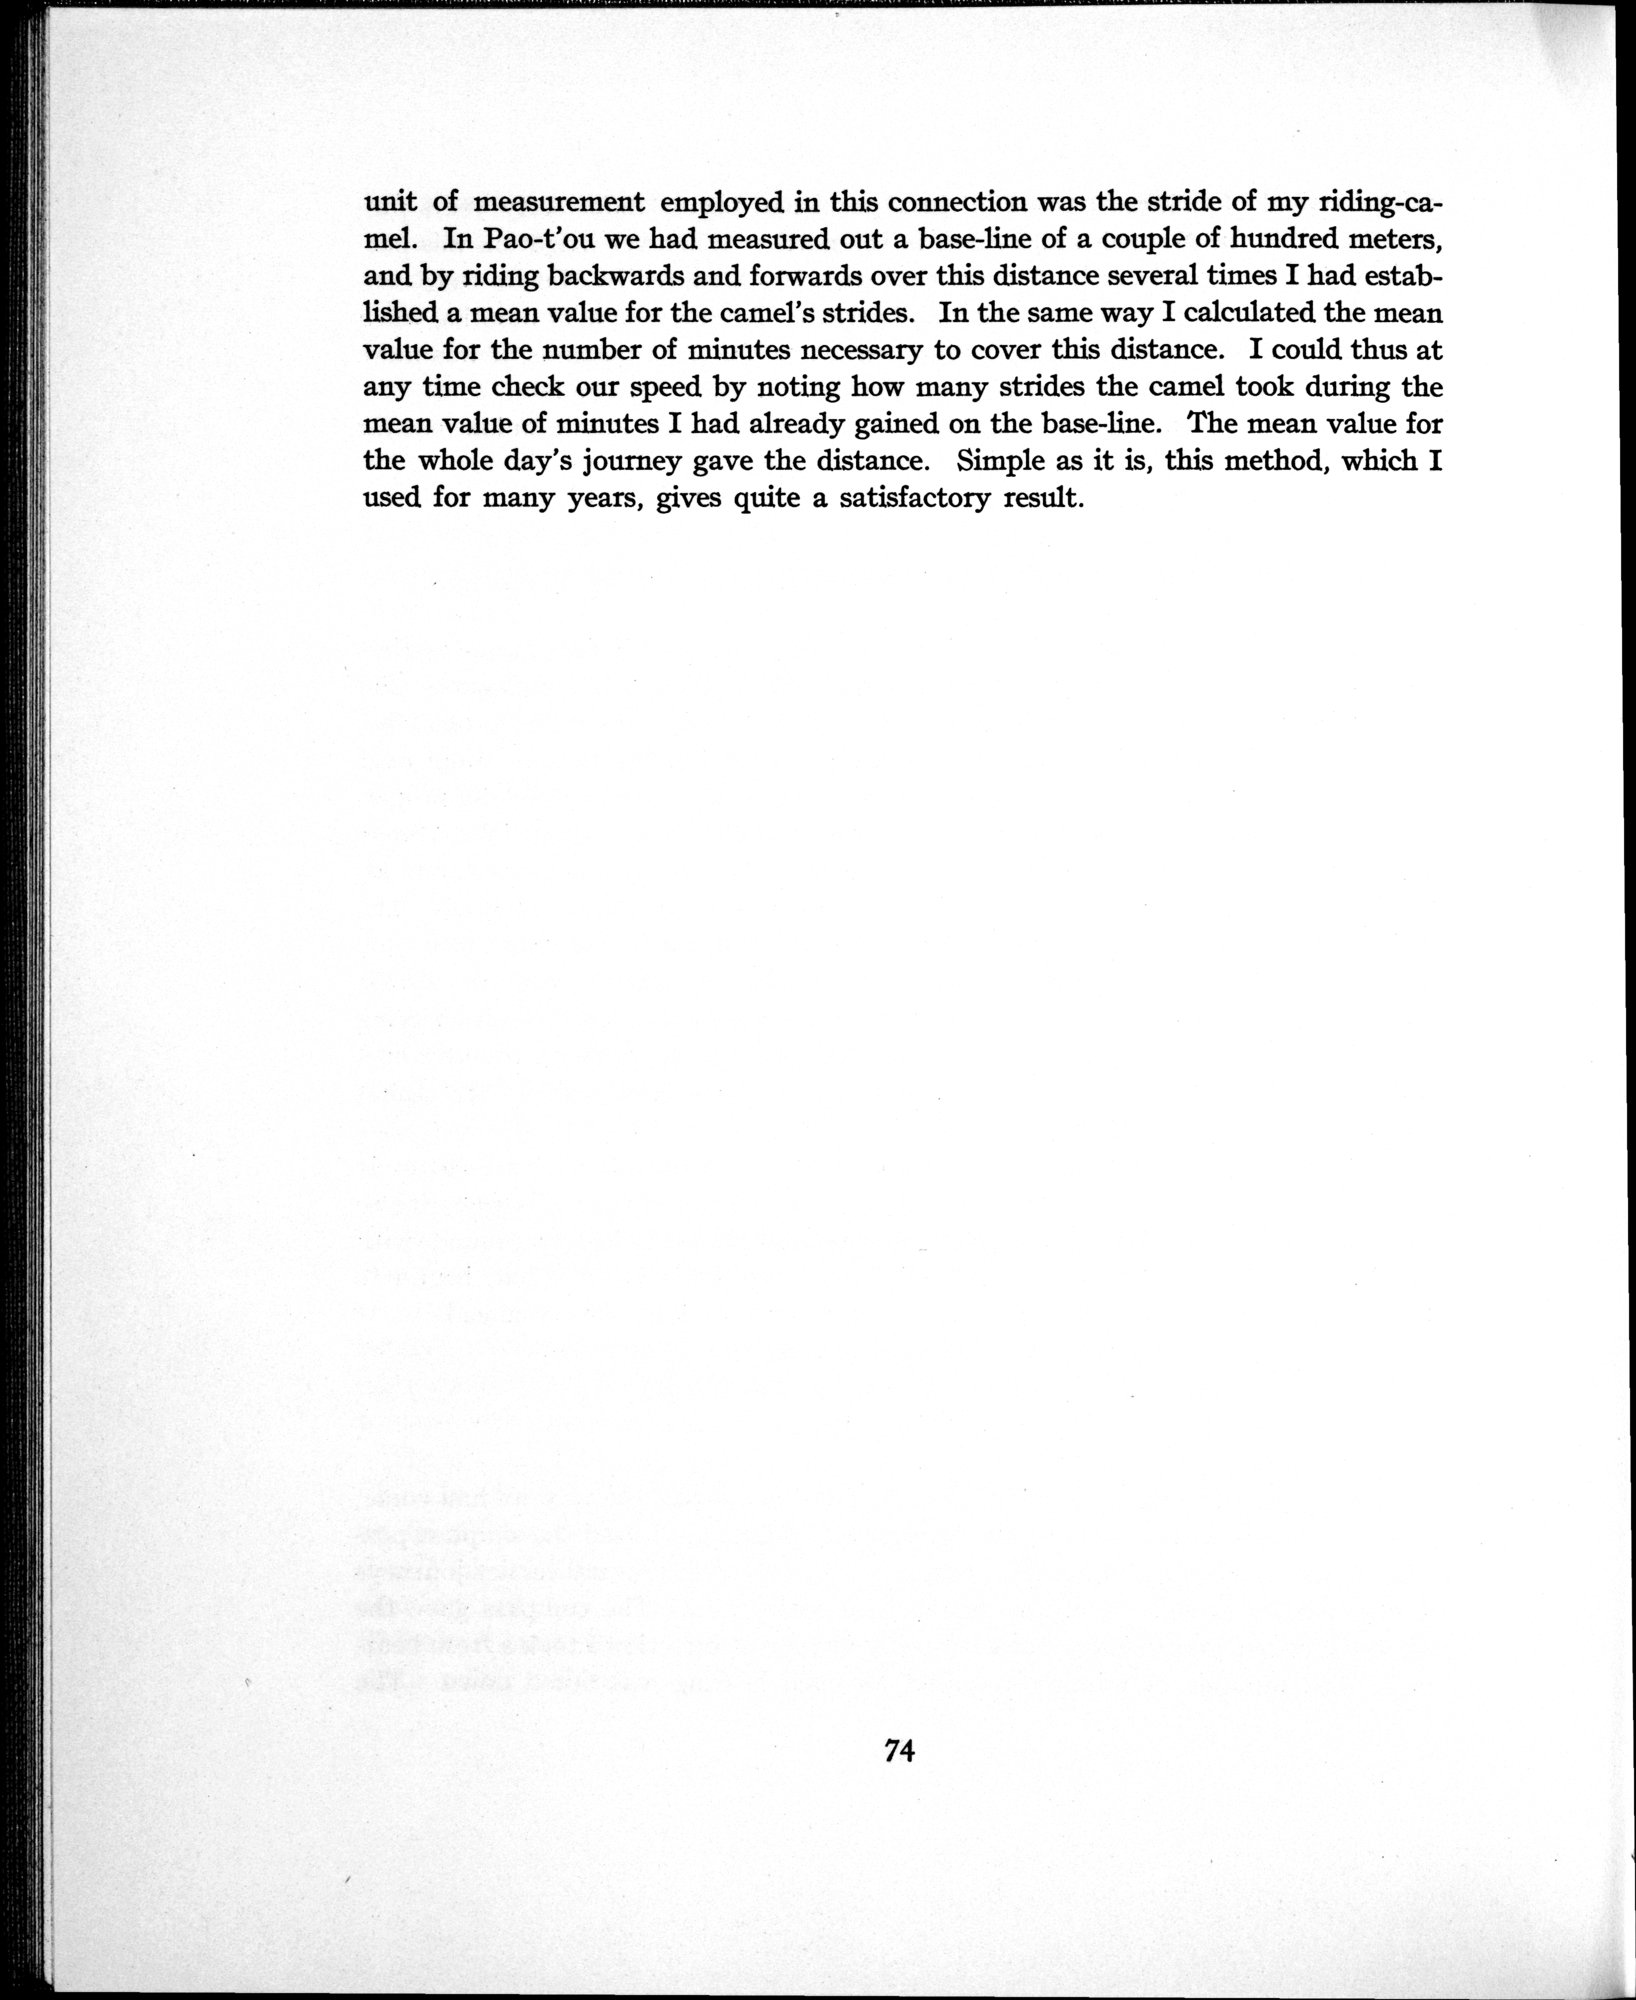 unit of measurement employed in this connection was the stride of my riding-ca-
mel. In Pao-t'ou we had measured out a base-line of a couple of hundred meters,
and by riding backwards and forwards over this distance several times I had estab-
lished a mean value for the camel's strides. In the same way I calculated the mean
value for the number of minutes necessary to cover this distance. I could thus at
any time check our speed by noting how many strides the camel took during the
mean value of minutes I had already gained on the base-line. The mean value for
the whole day's journey gave the distance. Simple as it is, this method, which I
used for many years, gives quite a satisfactory result.
74